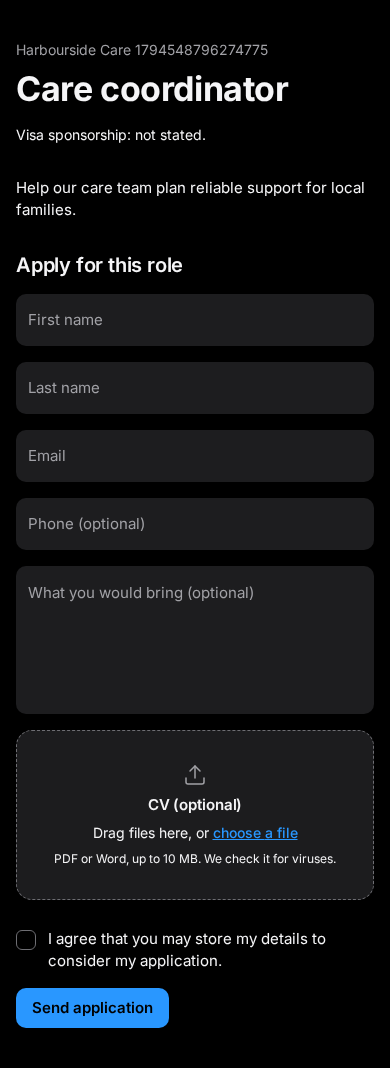 Harbourside Care 1794548796274775
Care coordinator
Visa sponsorship: not stated.
Help our care team plan reliable support for local
families.
Apply for this role
First name
Last name
Email
Phone (optional)
What you would bring (optional)
CV (optional)
Drag files here, or choose a file
PDF or Word, up to 10 MB. We check it for viruses.
I agree that you may store my details to
consider my application.
Send application